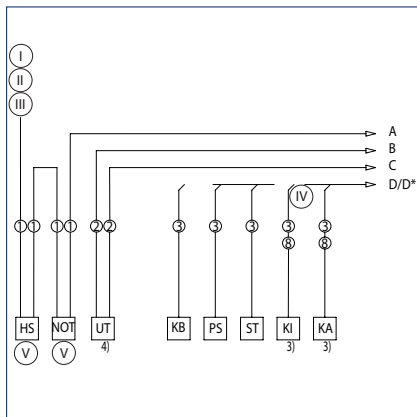 I
II
III
A
B
C
D/D*
IV
1 1 1 1 2 2 3 3 3 3 3
8 8
HS NOT UT KB PS ST KI KA
V V 4) 3) 3)